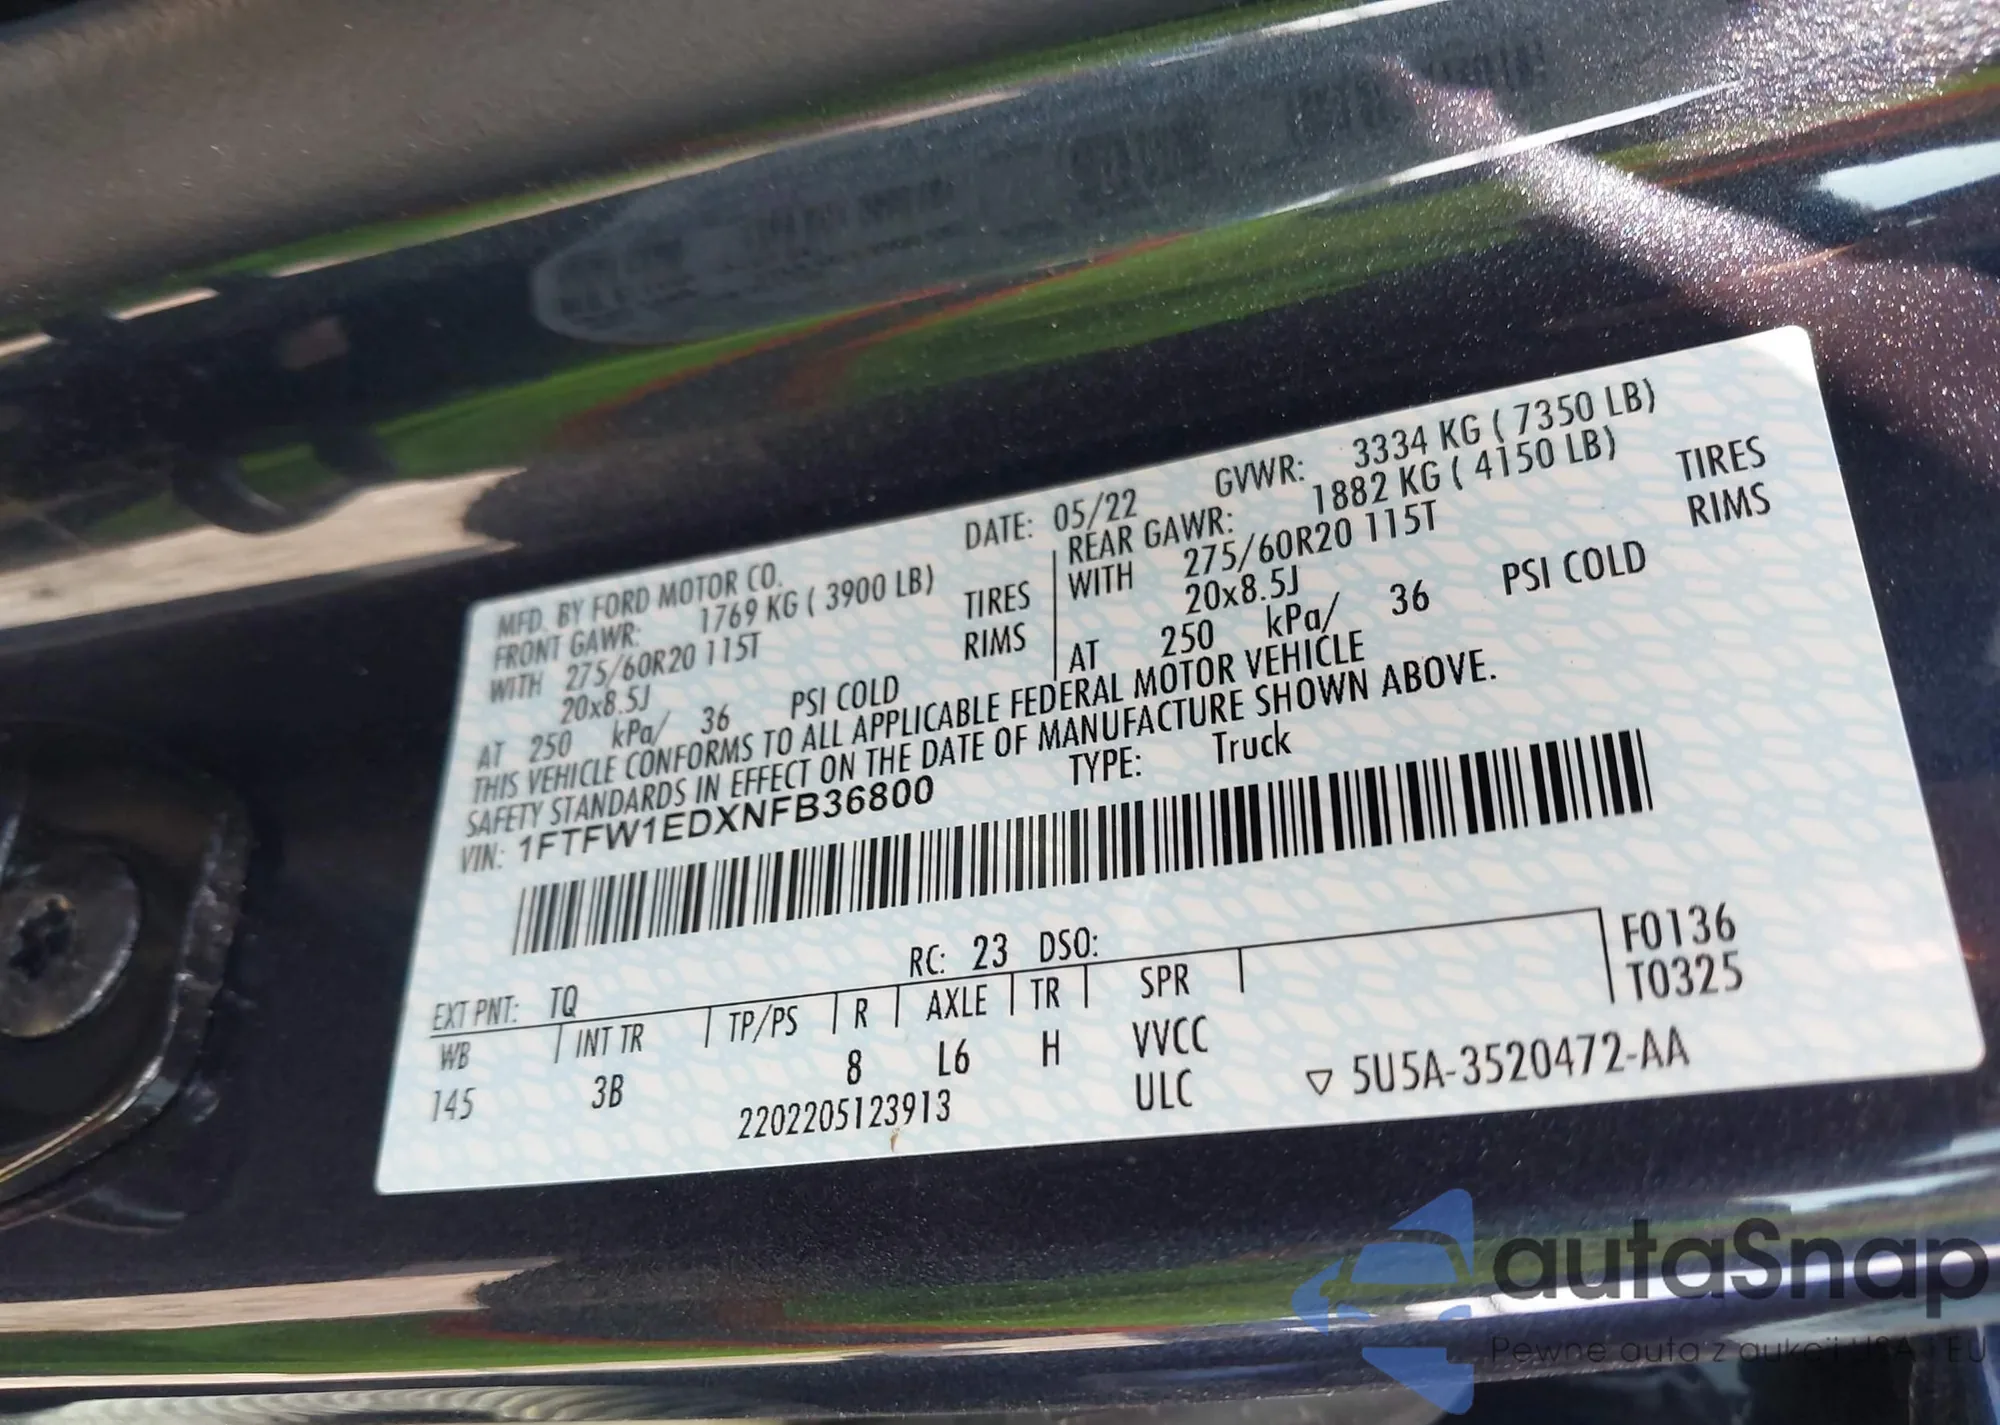 MFD. BY FORD MOTOR CO.
DATE: 05/22
GVWR: 3334 KG ( 7350 LB)
FRONT GAWR: 1769 KG ( 3900 LB)
WITH 275/60R20 115T TIRES
20x8.5J RIMS
AT 250 kPa/ 36 PSI COLD
REAR GAWR: 1882 KG ( 4150 LB)
WITH 275/60R20 115T TIRES
20x8.5J RIMS
AT 250 kPa/ 36 PSI COLD
THIS VEHICLE CONFORMS TO ALL APPLICABLE FEDERAL MOTOR VEHICLE
SAFETY STANDARDS IN EFFECT ON THE DATE OF MANUFACTURE SHOWN ABOVE.
VIN: 1FTFW1EDXNFB36800
TYPE: Truck
EXT PNT: TQ RC: 23 DSO:
WB INT TR TP/PS R AXLE TR SPR
145 3B 8 L6 H VVCC
2202205123913 ULC
F0136
T0325
▽ 5U5A-3520472-AA
autaSnap
Pewne auta z aukcji USA i EU